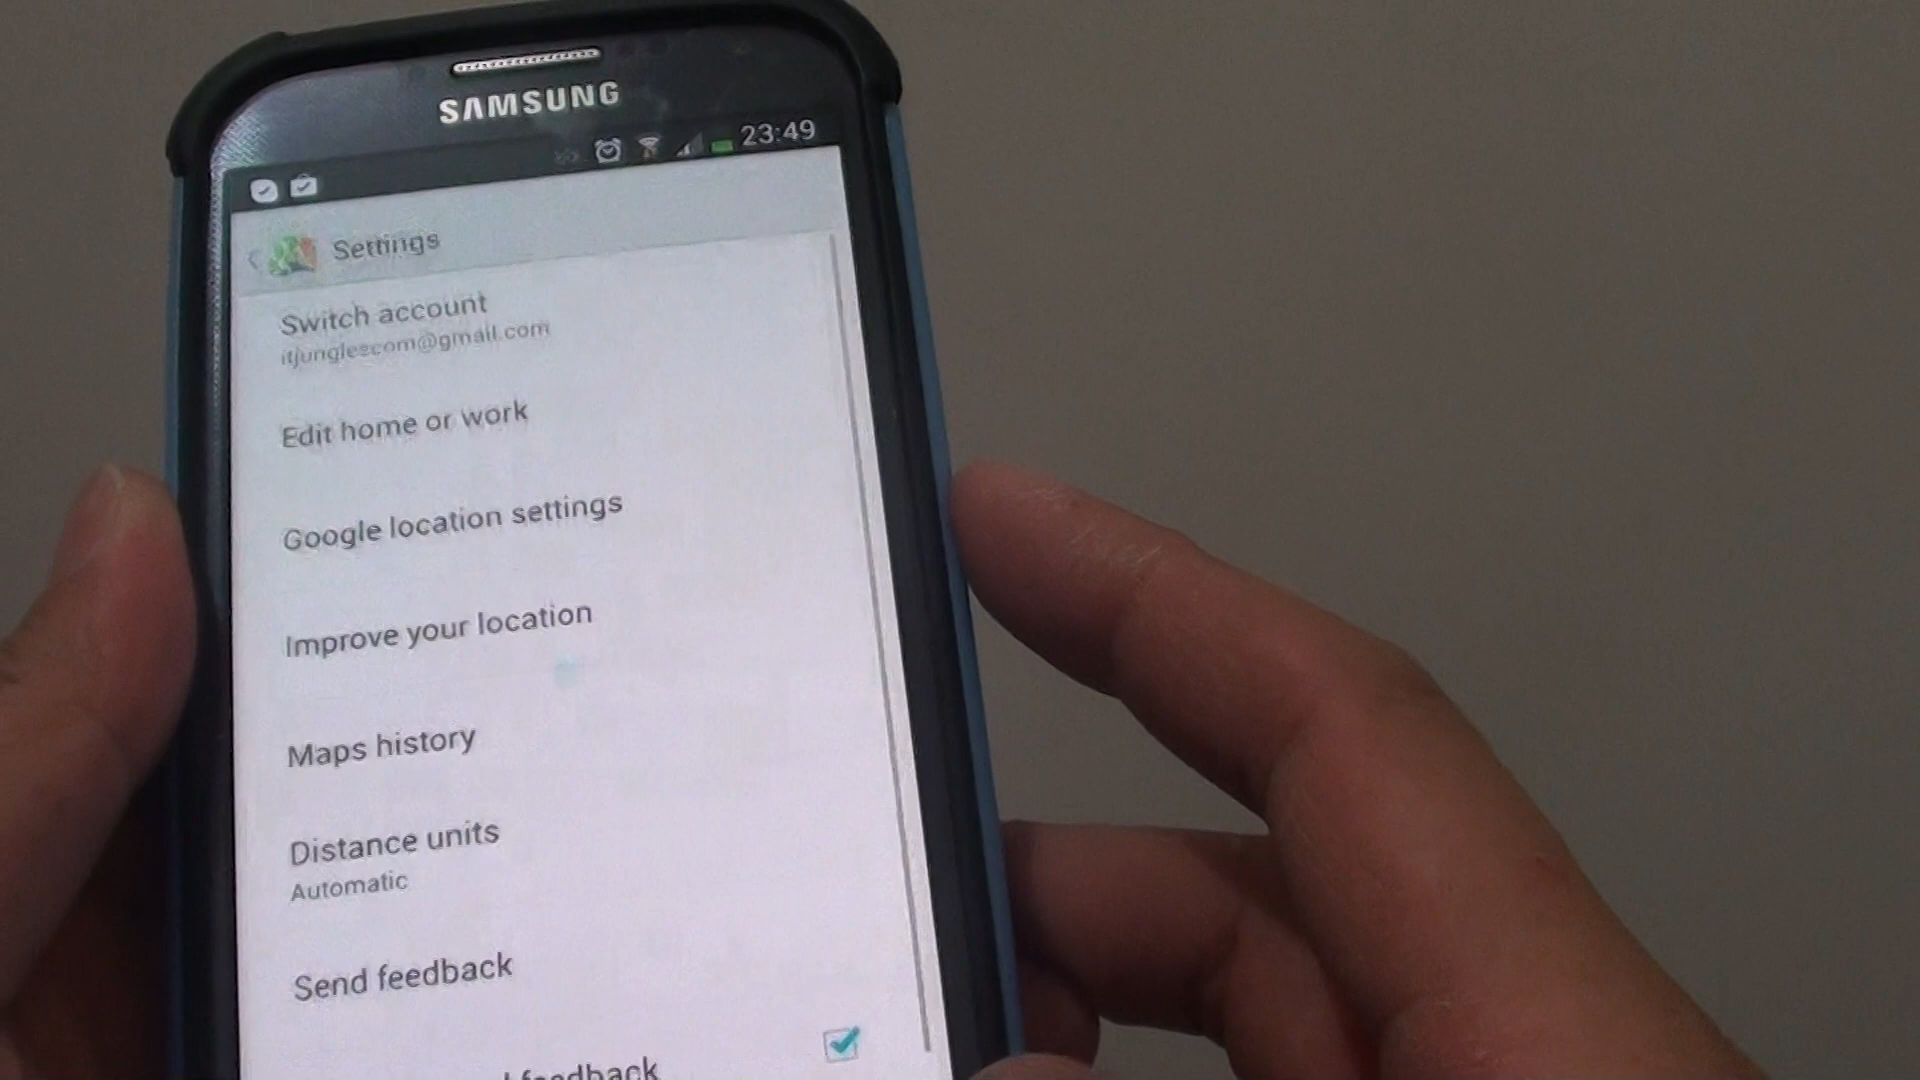 SAMSUNG
23:49
Settings
Switch account
itjunglescom@gmail.com
Edit home or work
Google location settings
Improve your location
Maps history
Distance units
Automatic
Send feedback
feedback